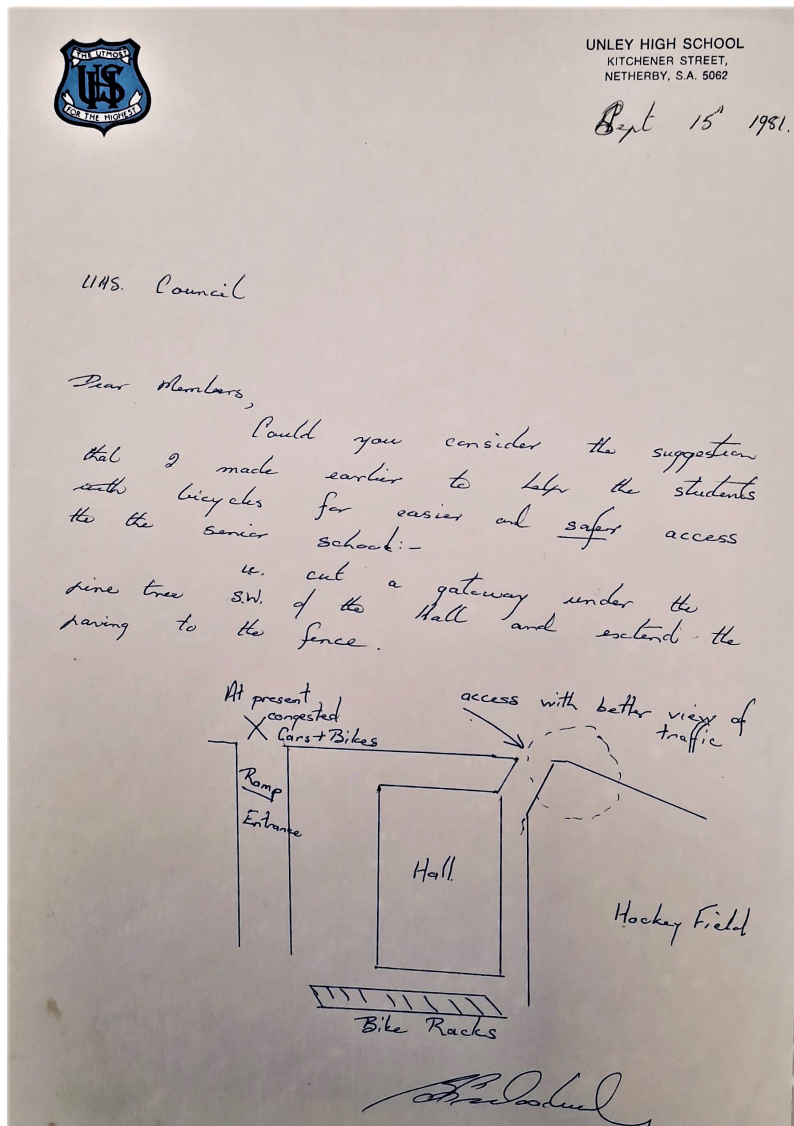 THE UTMOST
UHS
FOR THE HIGHEST
UNLEY HIGH SCHOOL
KITCHENER STREET,
NETHERBY, S.A. 5062
Sept 15th 1981.
UHS. Council
Dear Members,
Could you consider the suggestion
that I made earlier to help the students
with bicycles for easier and safer access
the the senior school:-
ie. cut a gateway under the
pine tree S.W. of the Hall and extend the
paving to the fence.
At present
congested
Cars + Bikes
access with better view of
traffic
Ramp
Entrance
Hall
Hockey Field
Bike Racks